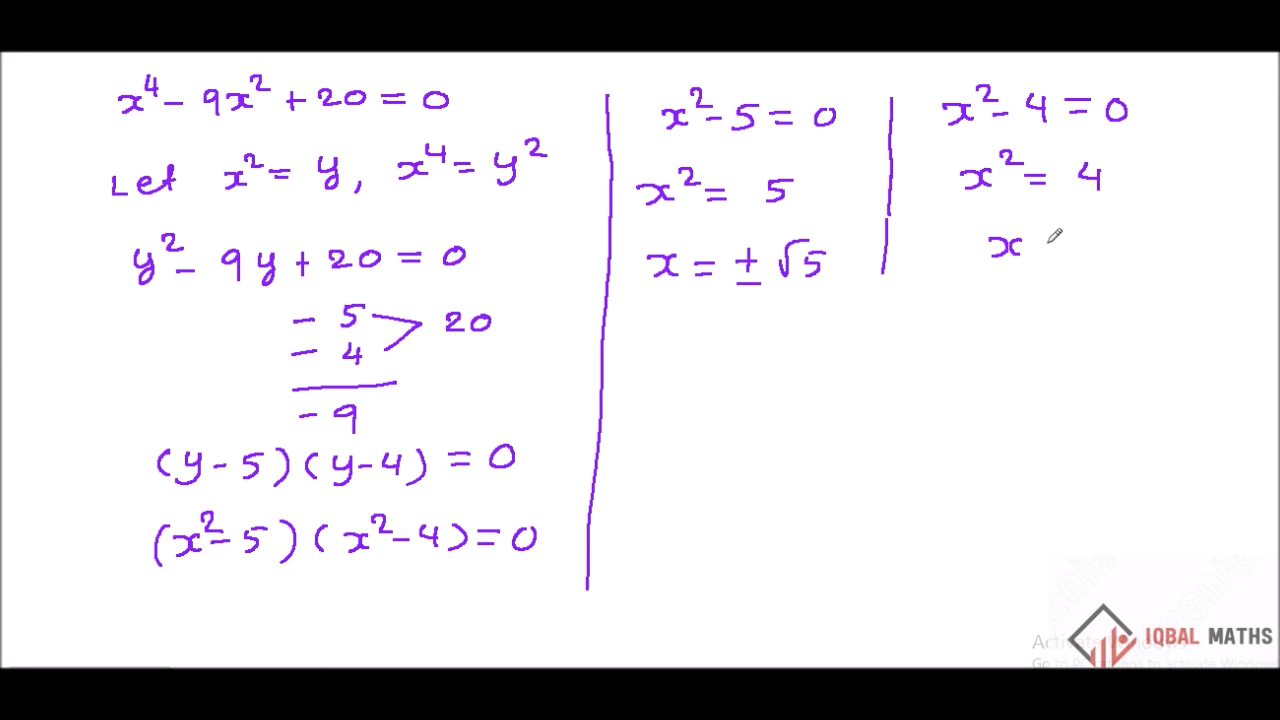 x⁴ - 9x² + 20 = 0
Let x² = y, x⁴ = y²
y² - 9y + 20 = 0
- 5 > 20
- 4
- 9
(y - 5)(y - 4) = 0
(x² - 5)(x² - 4) = 0
x² - 5 = 0
x² = 5
x = ± √5
x² - 4 = 0
x² = 4
x
IQBAL MATHS